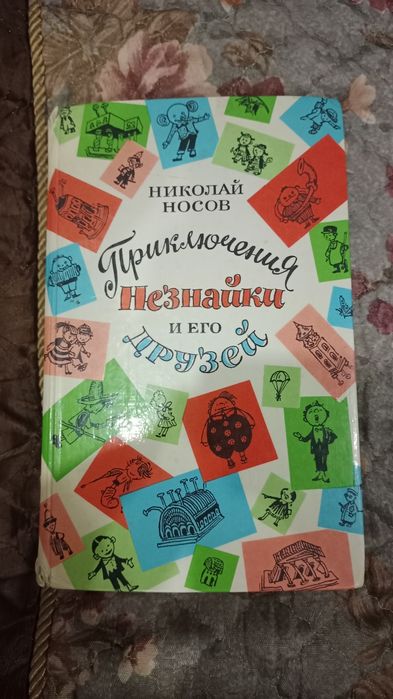 НИКОЛАЙ
НОСОВ
Приключения
Незнайки
И ЕГО
ДРУЗЕЙ